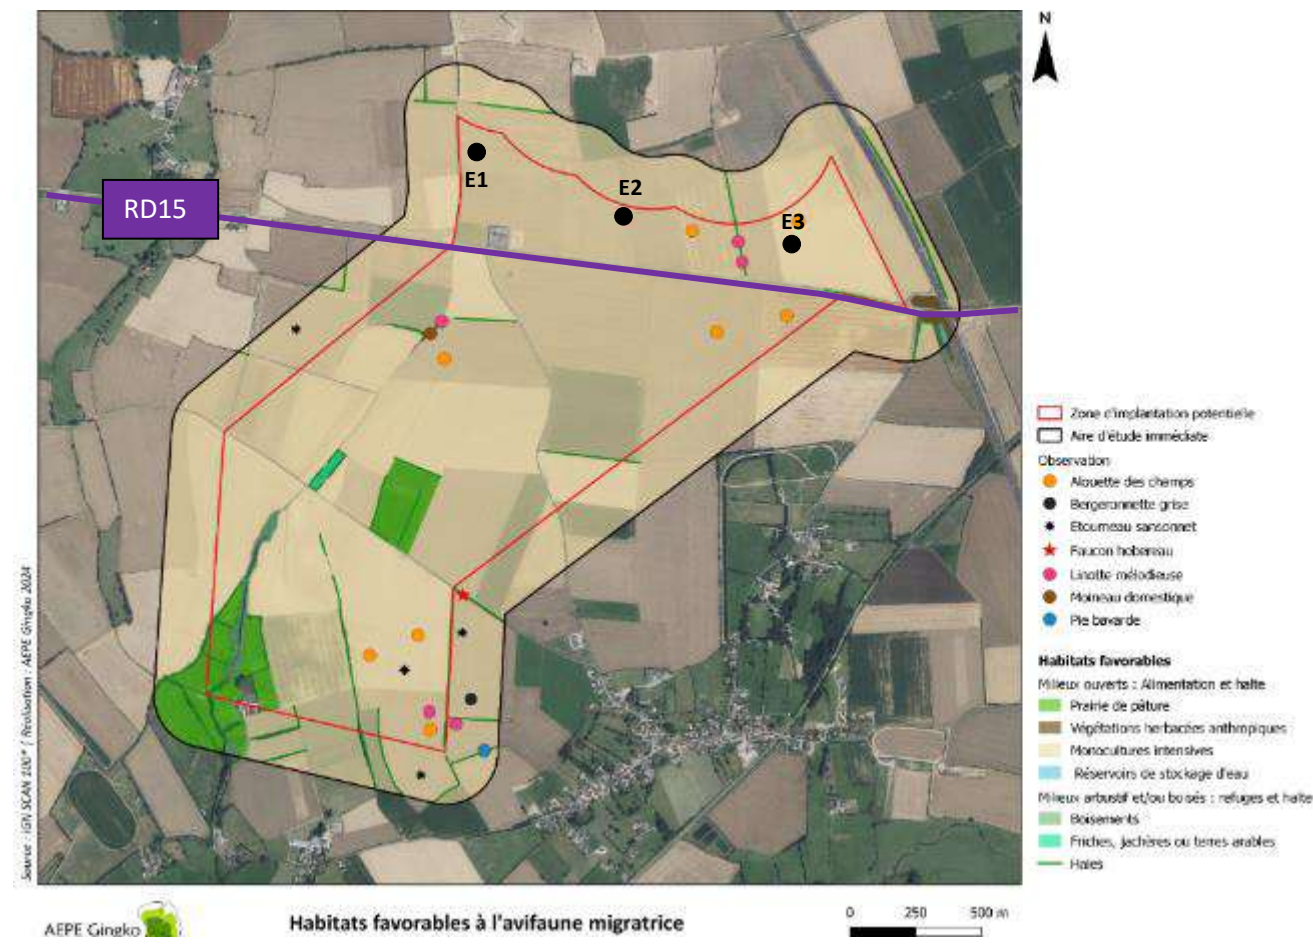 N
E1
E2
E3
RD15
Zone d'implantation potentielle
Aire d'étude immédiate
Observation
Alouette des champs
Bergeronnette grise
Etourneau sansonnet
Faucon hobereau
Linotte mélodieuse
Moineau domestique
Pie bavarde
Habitats favorables
Milieux ouverts : Alimentation et halte
Prairie de pâture
Végétations herbacées anthropiques
Monocultures intensives
Réservoirs de stockage d'eau
Milieux arbustif et/ou boisés : refuges et halte
Boisements
Friches, jachères ou terres arables
Haies
Source : IGN SCAN 100® | Réalisation : AEPE Gingko 2024
AEPE Gingko
Habitats favorables à l'avifaune migratrice
0 250 500 m